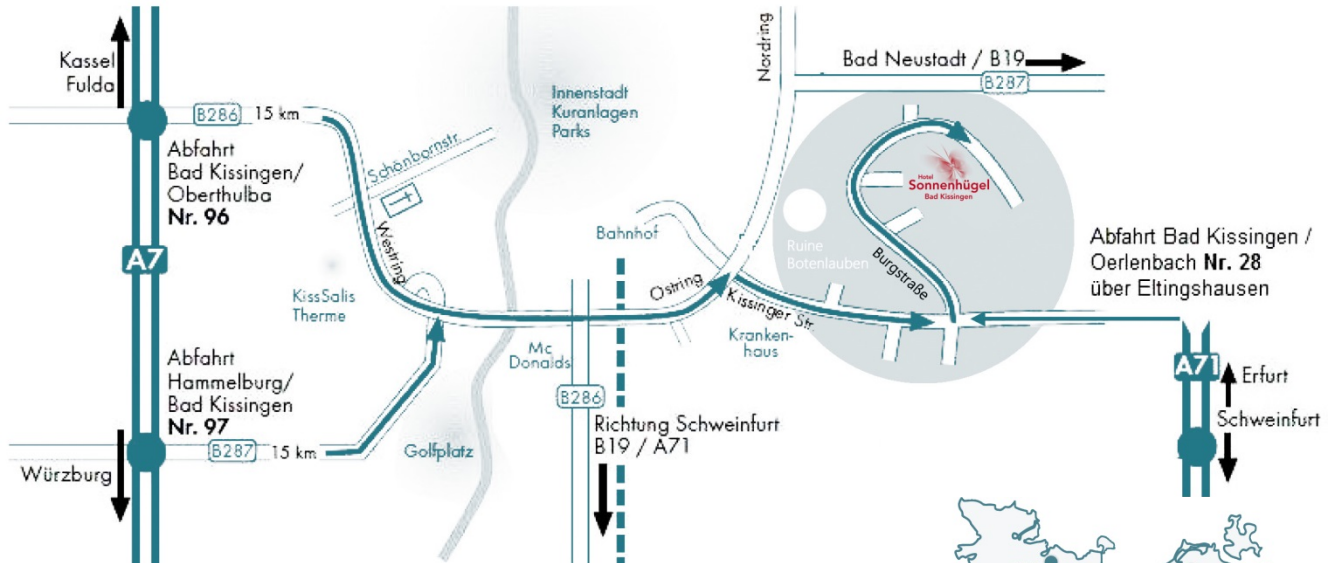 Kassel
Fulda
B286
15 km
Abfahrt
Bad Kissingen/
Oberthulba
Nr. 96
A7
Abfahrt
Hammelburg/
Bad Kissingen
Nr. 97
Würzburg
B287
15 km
Schönbornstr.
Westring
KissSalis
Therme
Golfplatz
Innenstadt
Kuranlagen
Parks
Mc
Donalds
B286
Richtung Schweinfurt
B19 / A71
Bahnhof
Ostring
Nordring
Kissinger Str.
Kranken-
haus
Bad Neustadt / B19
B287
Hotel
Sonnenhügel
Bad Kissingen
Ruine
Botenlauben
Burgstraße
Abfahrt Bad Kissingen /
Oerlenbach Nr. 28
über Eltingshausen
A71
Erfurt
Schweinfurt